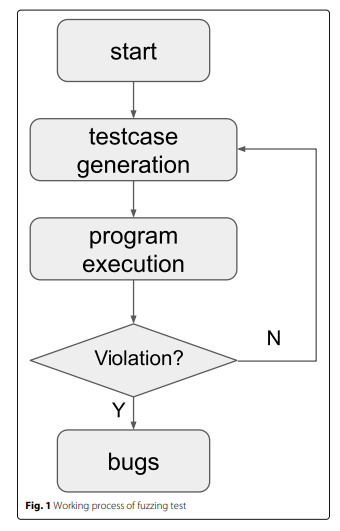 start
testcase
generation
program
execution
Violation?
N
Y
bugs
Fig. 1 Working process of fuzzing test